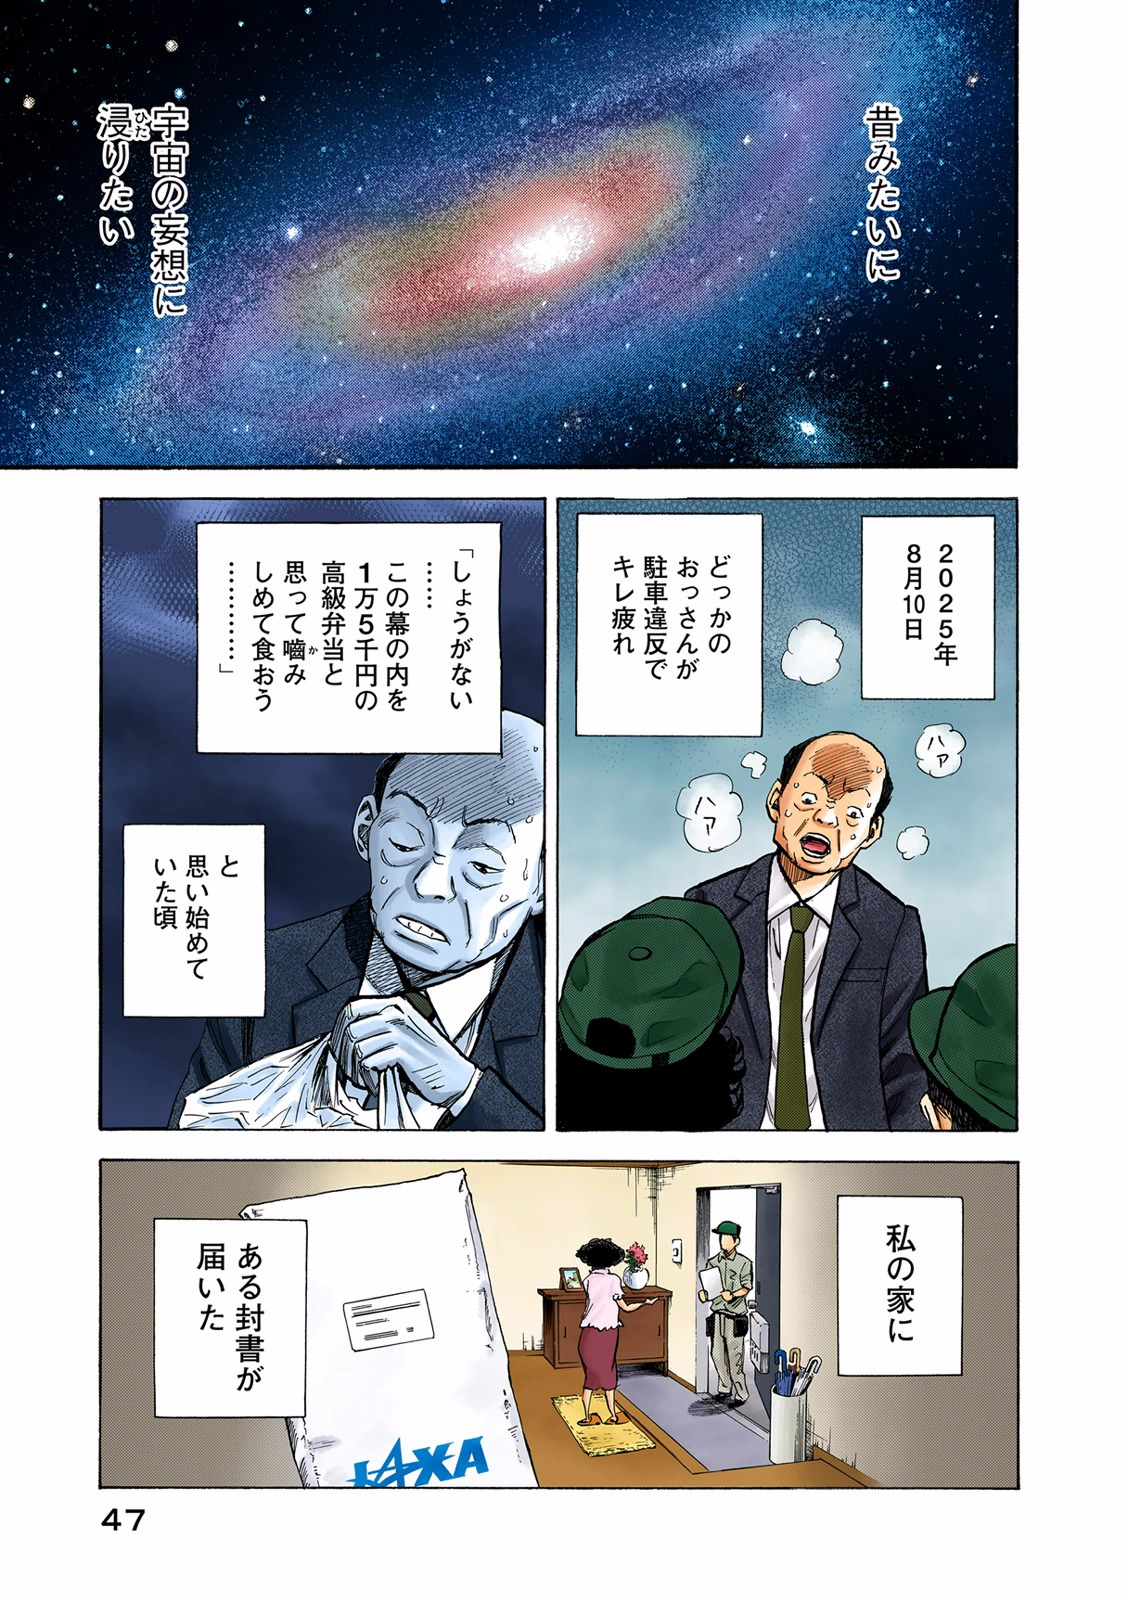 昔みたいに
宇宙の妄想に
浸りたい
ひた
2025年
8月10日
どっかの
おっさんが
駐車違反で
キレ疲れ
ハァ
ハァ
「しょうがない
……
この幕の内を
1万5千円の
高級弁当と
思って嚙み
か
しめて食おう
…………」
と
思い始めて
いた頃
私の家に
ある封書が
届いた
JAXA
47